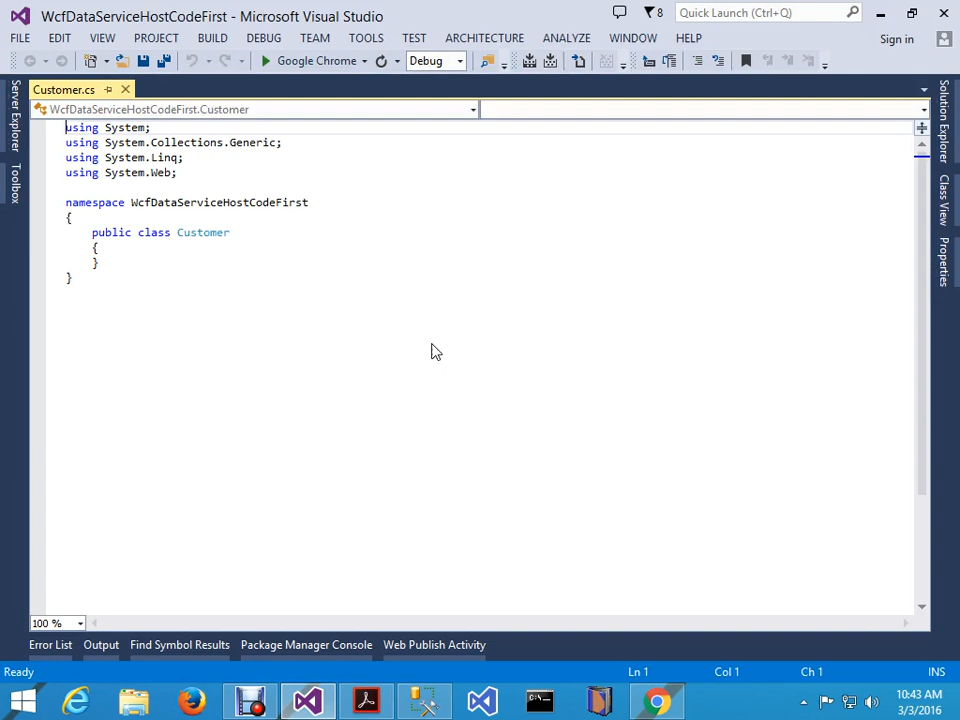 WcfDataServiceHostCodeFirst - Microsoft Visual Studio
8
Quick Launch (Ctrl+Q)
FILE EDIT VIEW PROJECT BUILD DEBUG TEAM TOOLS TEST ARCHITECTURE ANALYZE WINDOW HELP Sign in
Google Chrome Debug
Server Explorer
Toolbox
Customer.cs
WcfDataServiceHostCodeFirst.Customer
using System;
using System.Collections.Generic;
using System.Linq;
using System.Web;
namespace WcfDataServiceHostCodeFirst
{
public class Customer
{
}
}
Solution Explorer
Class View
Properties
100 %
Error List Output Find Symbol Results Package Manager Console Web Publish Activity
Ready Ln 1 Col 1 Ch 1 INS
10:43 AM
3/3/2016